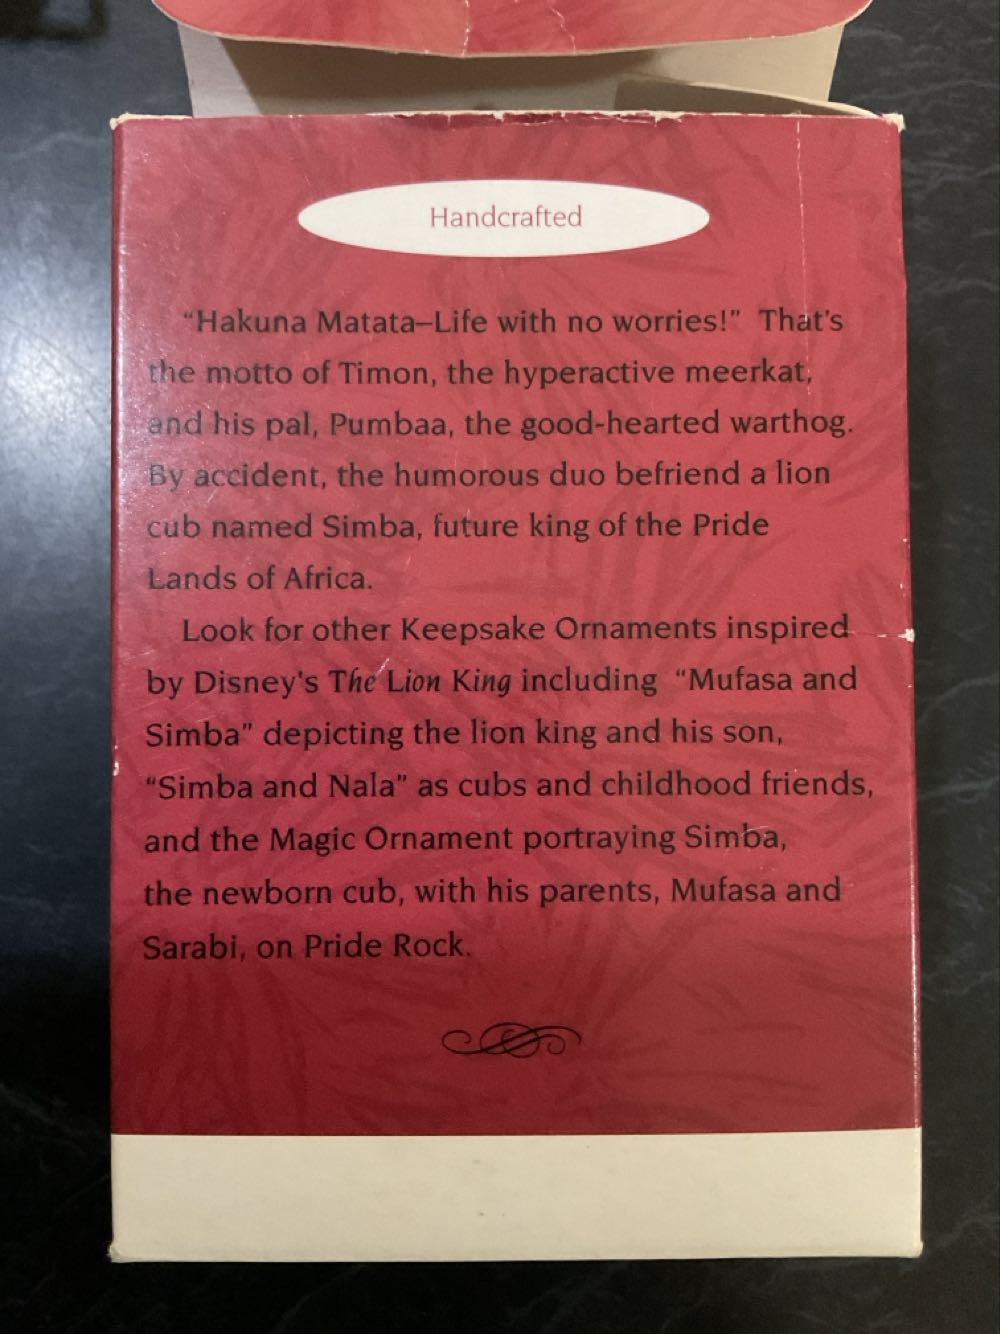 Handcrafted
“Hakuna Matata–Life with no worries!” That's
the motto of Timon, the hyperactive meerkat,
and his pal, Pumbaa, the good-hearted warthog.
By accident, the humorous duo befriend a lion
cub named Simba, future king of the Pride
Lands of Africa.
Look for other Keepsake Ornaments inspired
by Disney's The Lion King including “Mufasa and
Simba” depicting the lion king and his son,
“Simba and Nala” as cubs and childhood friends,
and the Magic Ornament portraying Simba,
the newborn cub, with his parents, Mufasa and
Sarabi, on Pride Rock.